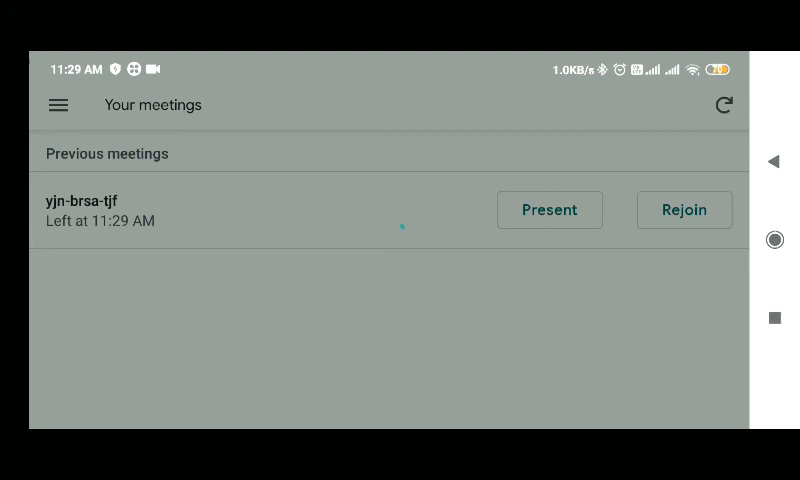 11:29 AM 1.0KB/s
Your meetings
Previous meetings
yjn-brsa-tjf
Left at 11:29 AM
Present Rejoin